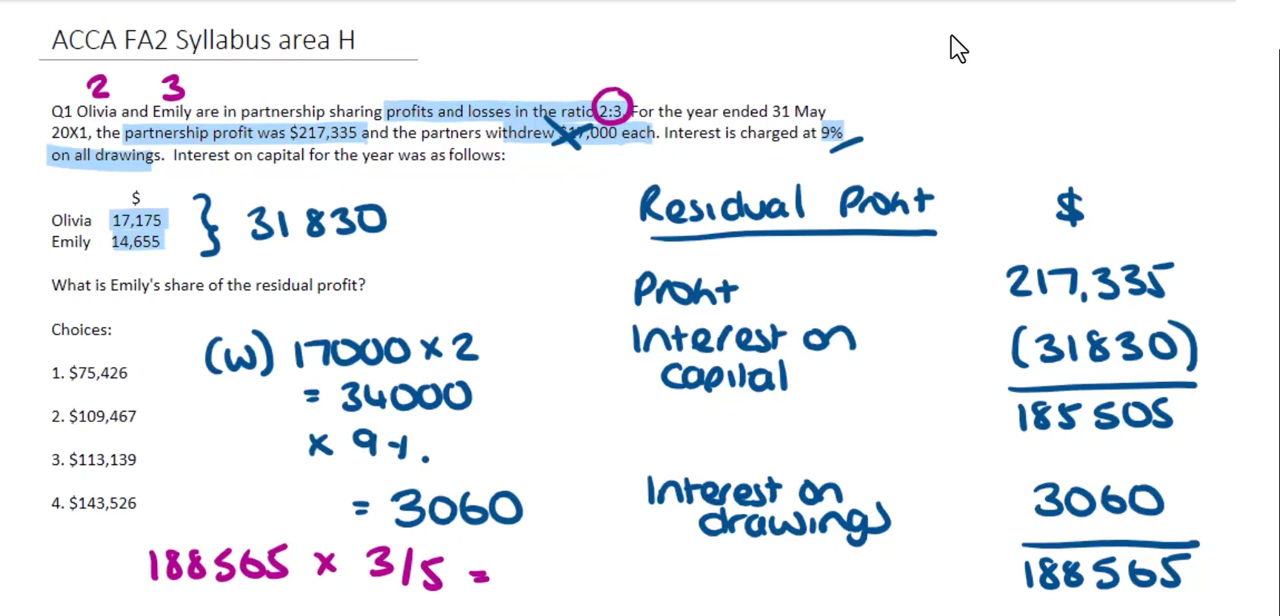 ACCA FA2 Syllabus area H
2 3
Q1 Olivia and Emily are in partnership sharing profits and losses in the ratio 2:3. For the year ended 31 May
20X1, the partnership profit was $217,335 and the partners withdrew $17,000 each. Interest is charged at 9%
on all drawings. Interest on capital for the year was as follows:
$
Olivia 17,175
Emily 14,655
} 31830
What is Emily's share of the residual profit?
Choices:
1. $75,426
2. $109,467
3. $113,139
4. $143,526
(W) 17000 x 2
= 34000
x 9%
= 3060
188565 x 3/5 =
Residual Profit $
Profit 217,335
Interest on
capital (31830)
185505
Interest on
drawings 3060
188565